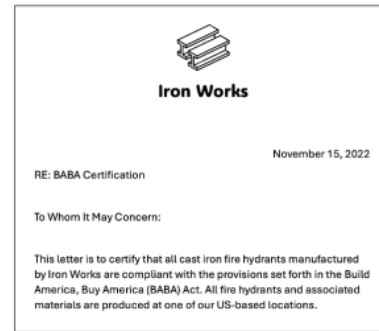 Iron Works
November 15, 2022
RE: BABA Certification
To Whom It May Concern:
This letter is to certify that all cast iron fire hydrants manufactured
by Iron Works are compliant with the provisions set forth in the Build
America, Buy America (BABA) Act. All fire hydrants and associated
materials are produced at one of our US-based locations.